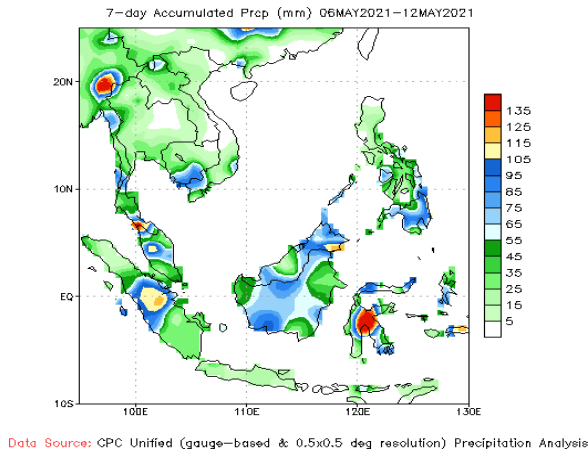 7-day Accumulated Prcp (mm) 06MAY2021-12MAY2021
20N
10N
EQ
10S
100E 110E 120E 130E
135
125
115
105
95
85
75
65
55
45
35
25
15
5
Data Source: CPC Unified (gauge-based & 0.5x0.5 deg resolution) Precipitation Analysis